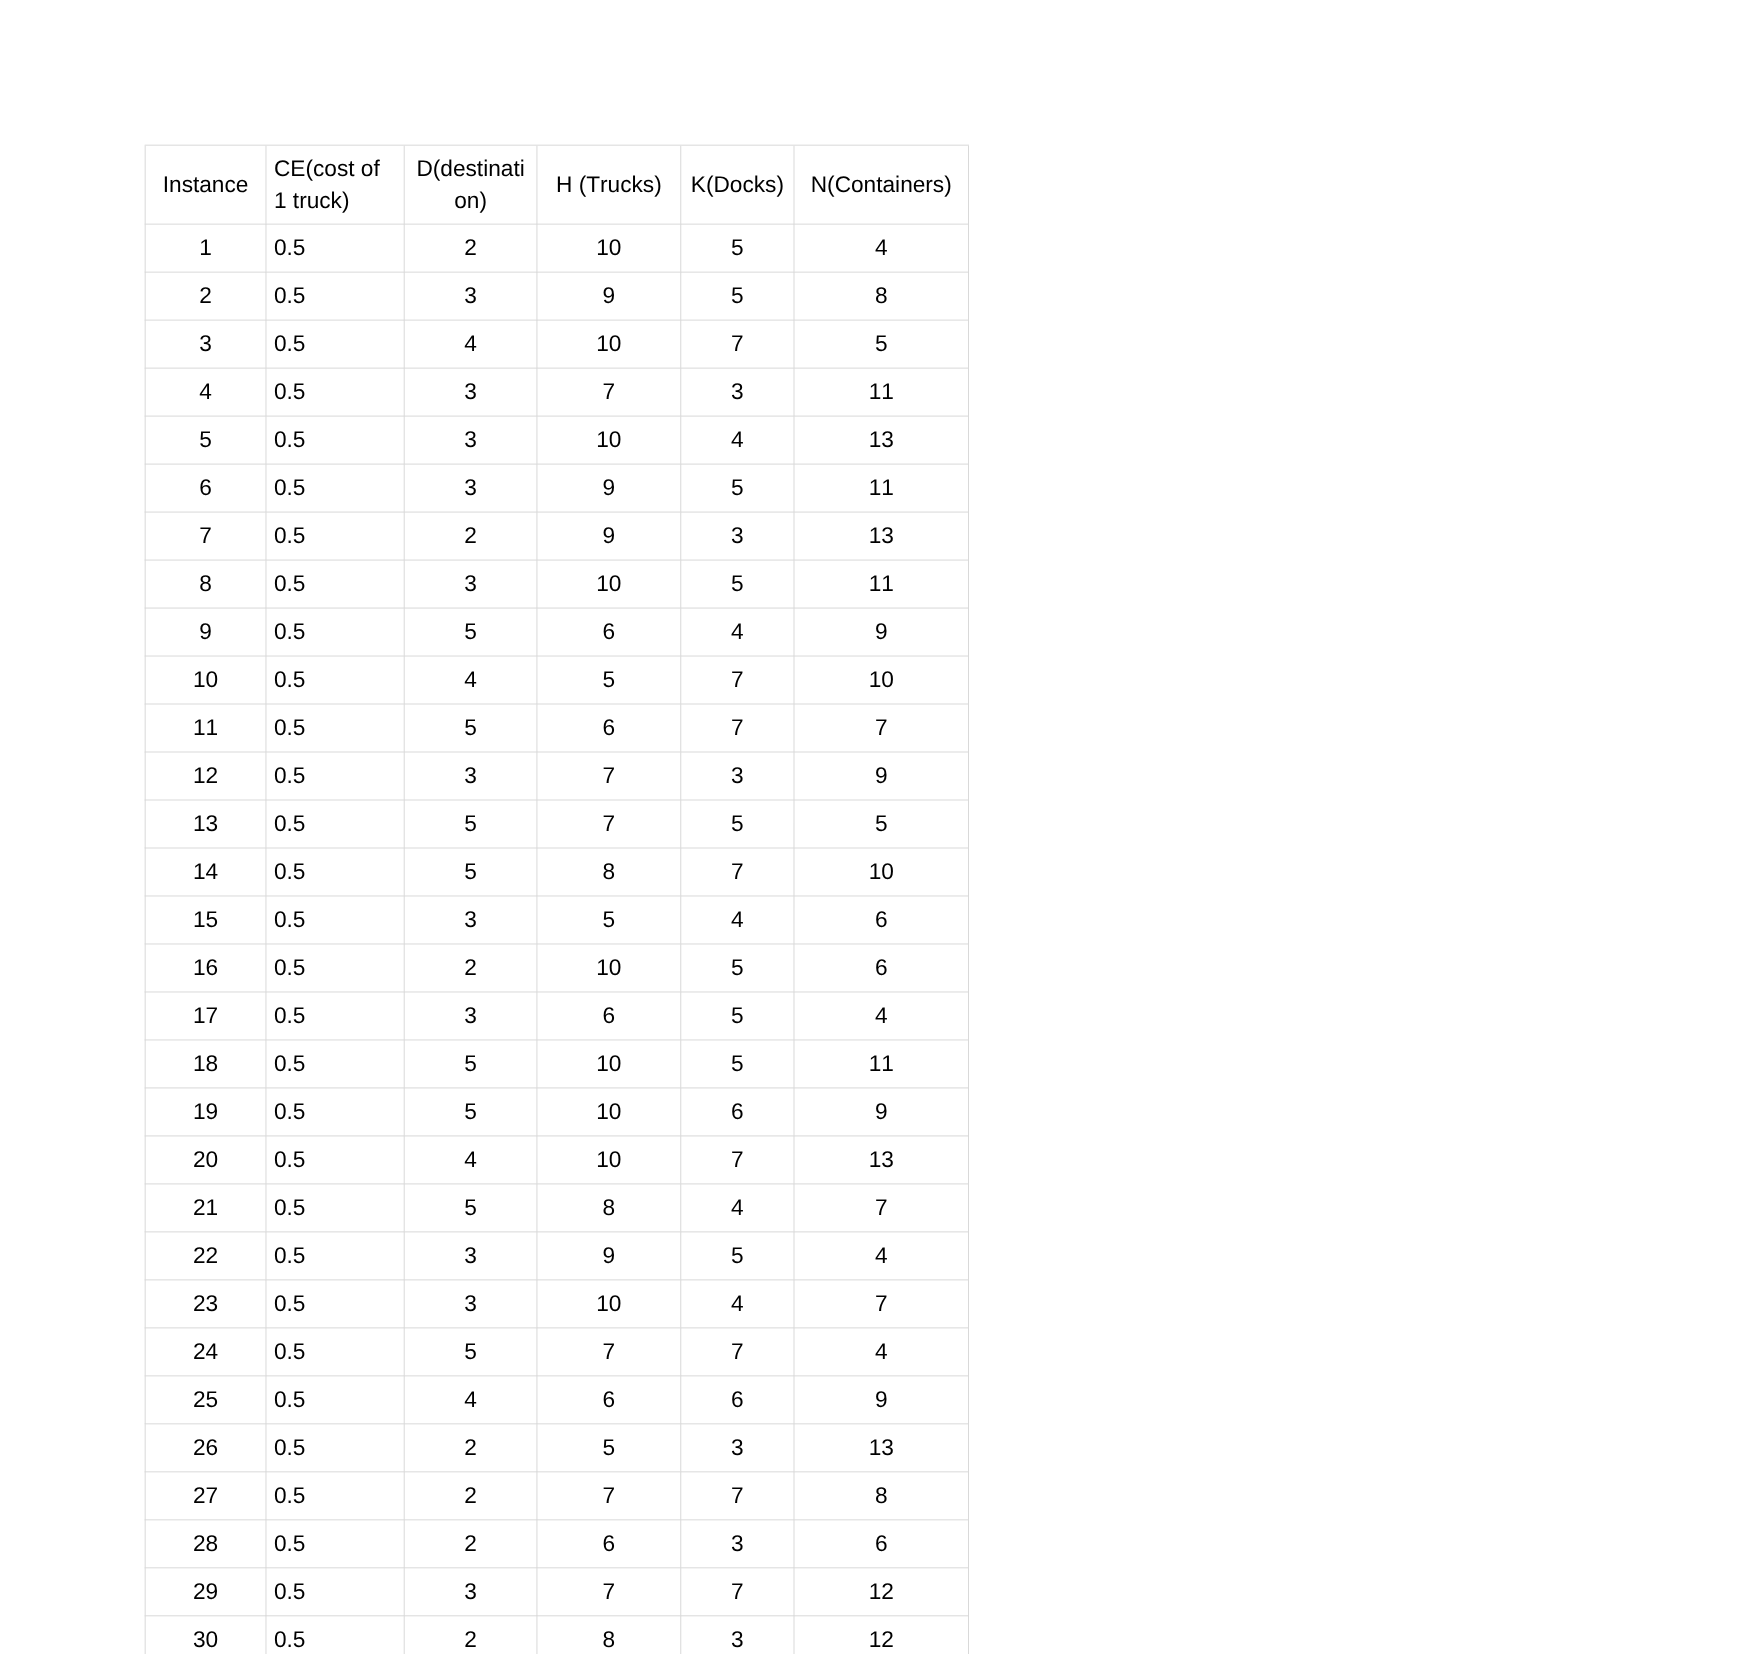 Instance CE(cost of 1 truck) D(destinati on) H (Trucks) K(Docks) N(Containers)
1 0.5 2 10 5 4
2 0.5 3 9 5 8
3 0.5 4 10 7 5
4 0.5 3 7 3 11
5 0.5 3 10 4 13
6 0.5 3 9 5 11
7 0.5 2 9 3 13
8 0.5 3 10 5 11
9 0.5 5 6 4 9
10 0.5 4 5 7 10
11 0.5 5 6 7 7
12 0.5 3 7 3 9
13 0.5 5 7 5 5
14 0.5 5 8 7 10
15 0.5 3 5 4 6
16 0.5 2 10 5 6
17 0.5 3 6 5 4
18 0.5 5 10 5 11
19 0.5 5 10 6 9
20 0.5 4 10 7 13
21 0.5 5 8 4 7
22 0.5 3 9 5 4
23 0.5 3 10 4 7
24 0.5 5 7 7 4
25 0.5 4 6 6 9
26 0.5 2 5 3 13
27 0.5 2 7 7 8
28 0.5 2 6 3 6
29 0.5 3 7 7 12
30 0.5 2 8 3 12